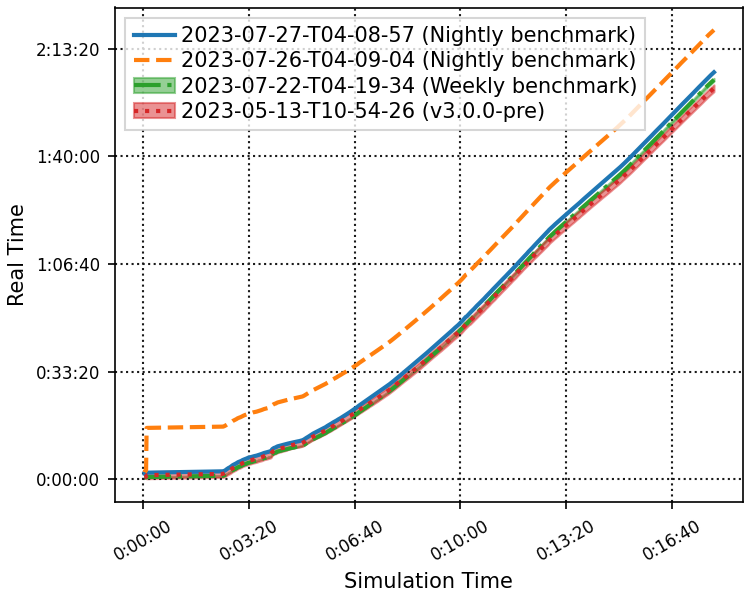 2023-07-27-T04-08-57 (Nightly benchmark)
2023-07-26-T04-09-04 (Nightly benchmark)
2023-07-22-T04-19-34 (Weekly benchmark)
2023-05-13-T10-54-26 (v3.0.0-pre)
2:13:20
1:40:00
1:06:40
0:33:20
0:00:00
Real Time
0:00:00
0:03:20
0:06:40
0:10:00
0:13:20
0:16:40
Simulation Time